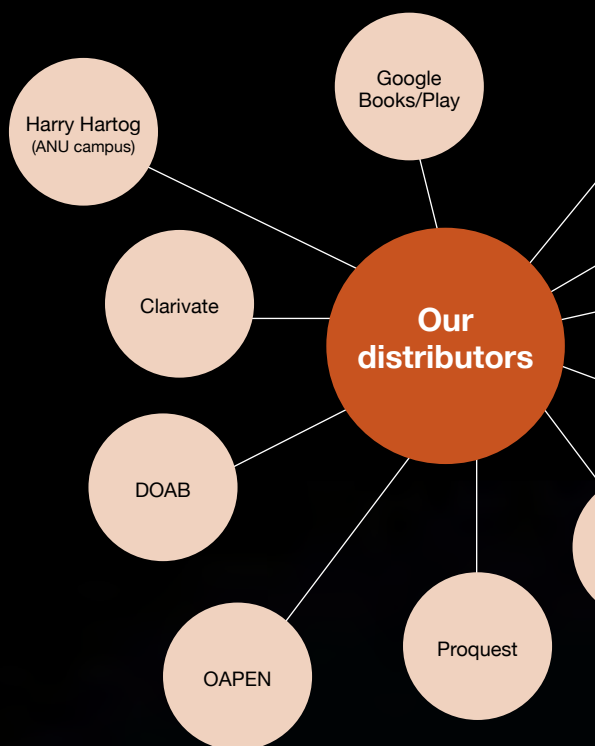 Google
Books/Play
Harry Hartog
(ANU campus)
Clarivate
Our
distributors
DOAB
Proquest
OAPEN